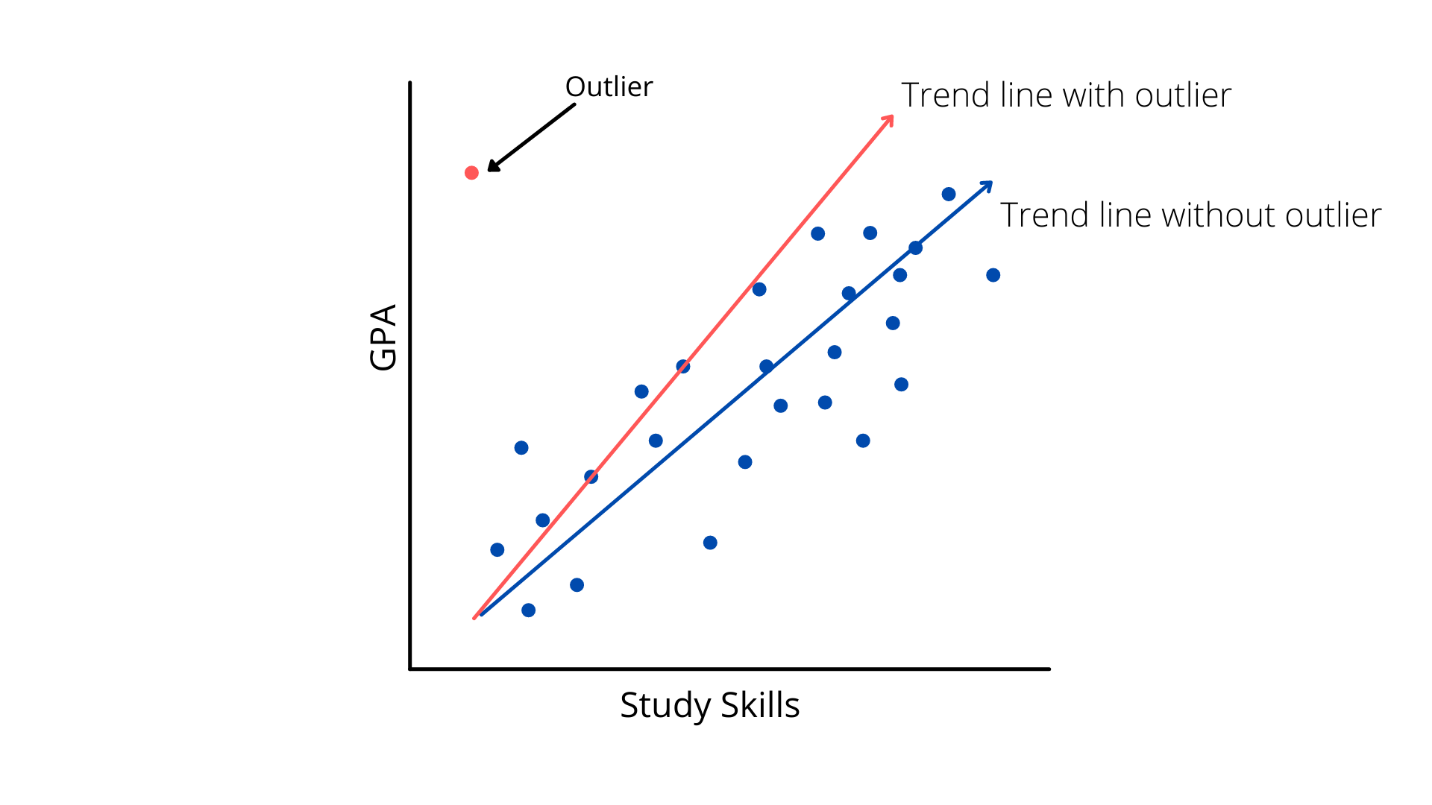 Outlier
Trend line with outlier
Trend line without outlier
GPA
Study Skills